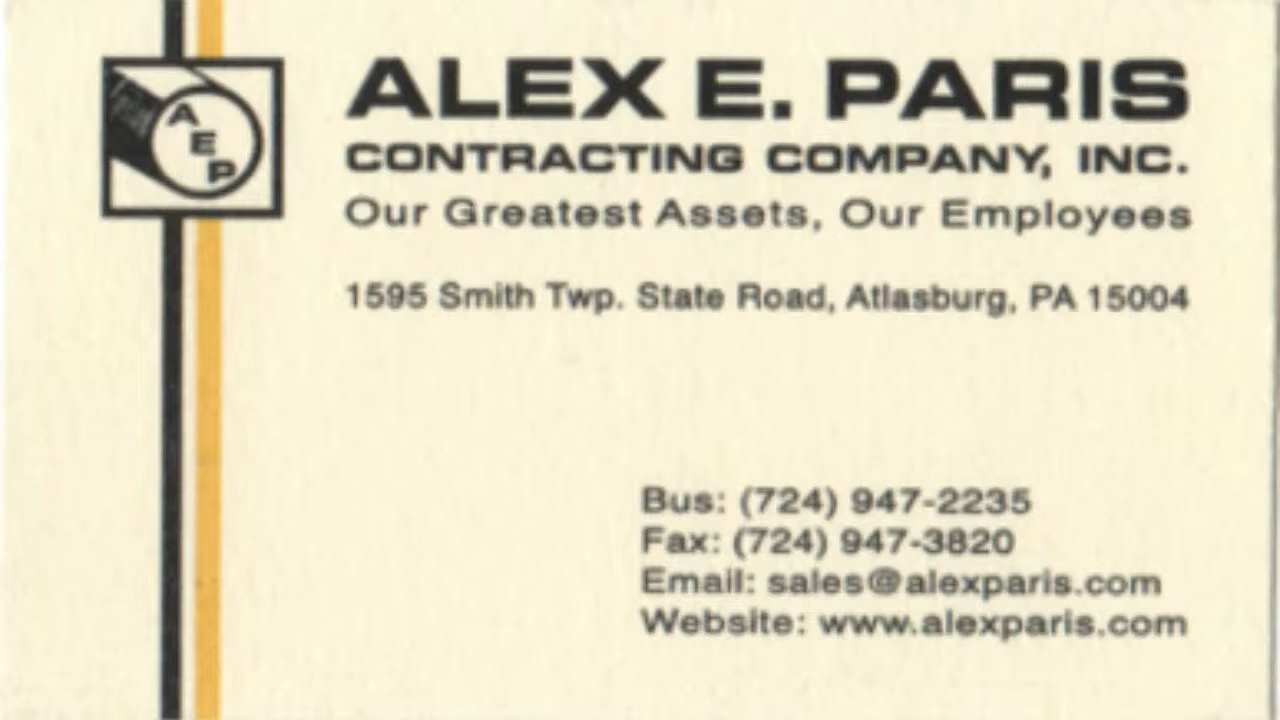 A
E
P
ALEX E. PARIS
CONTRACTING COMPANY, INC.
Our Greatest Assets, Our Employees
1595 Smith Twp. State Road, Atlasburg, PA 15004
Bus: (724) 947-2235
Fax: (724) 947-3820
Email: sales@alexparis.com
Website: www.alexparis.com